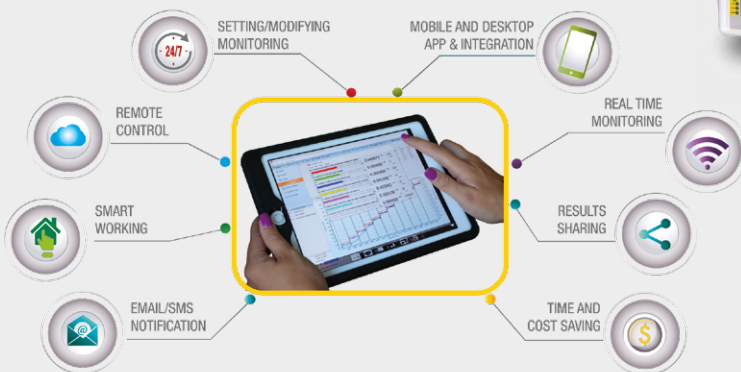 SETTING/MODIFYING
MONITORING
MOBILE AND DESKTOP
APP & INTEGRATION
24/7
REMOTE
CONTROL
REAL TIME
MONITORING
SMART
WORKING
RESULTS
SHARING
@
EMAIL/SMS
NOTIFICATION
TIME AND
COST SAVING
$